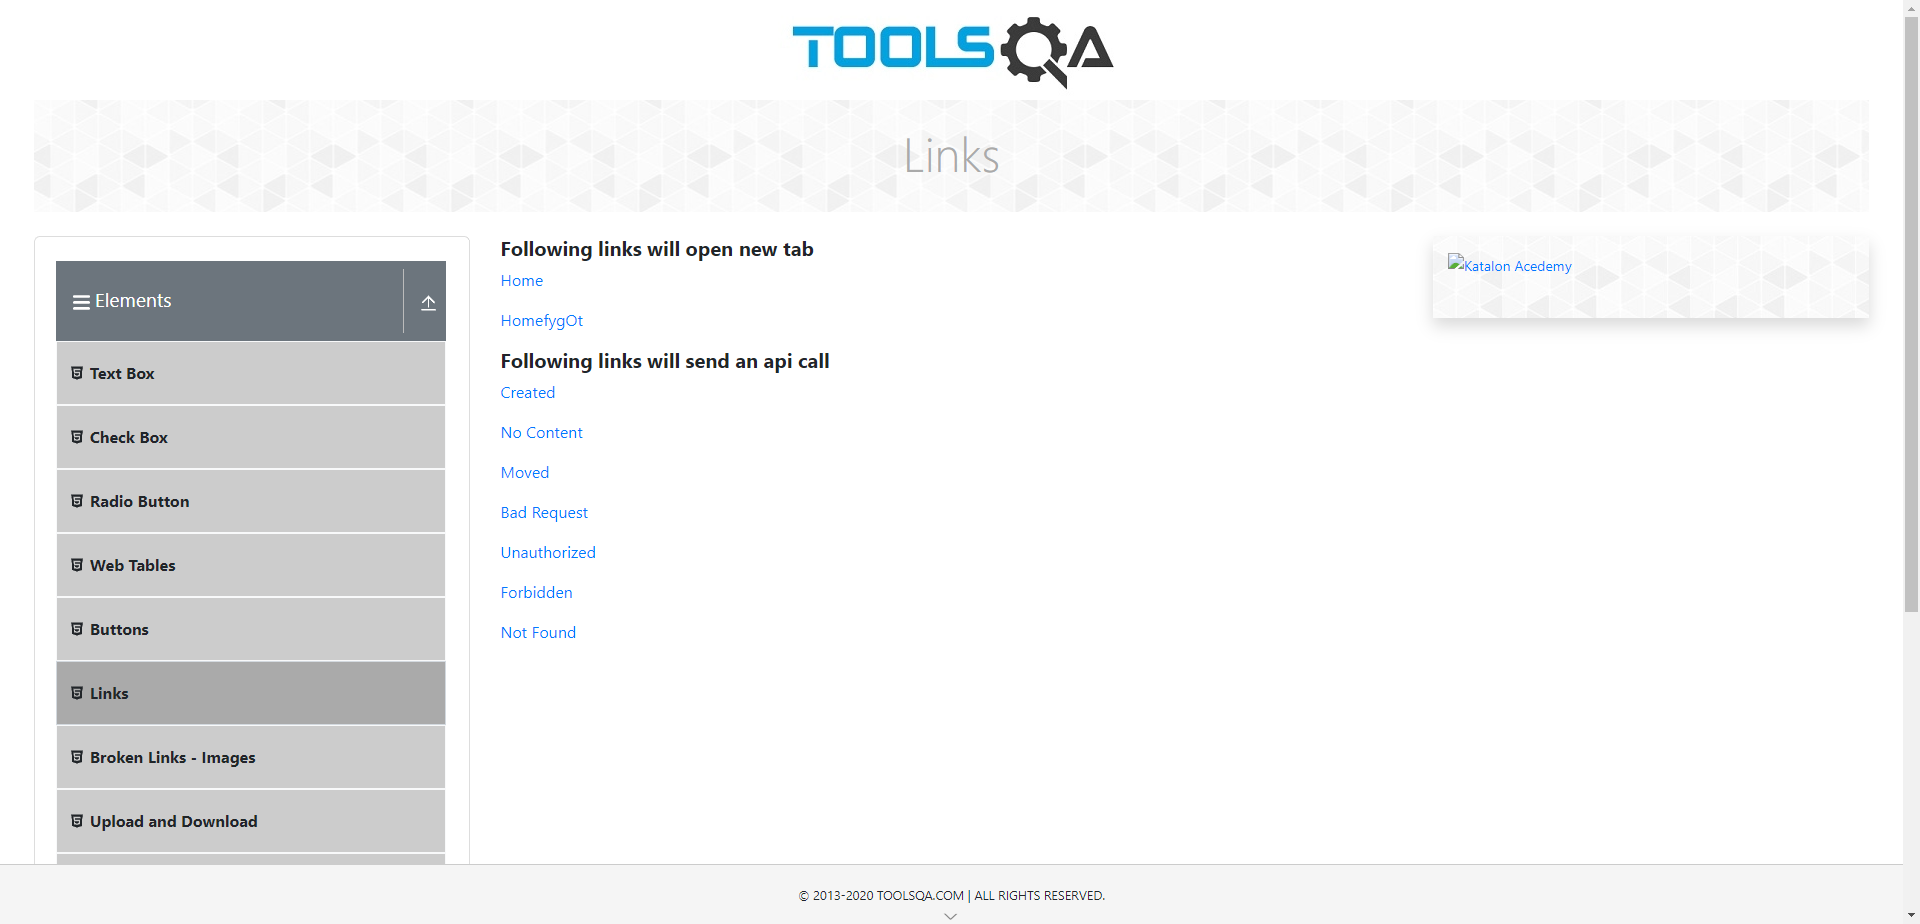 TOOLSQA
Links
Elements
Text Box
Check Box
Radio Button
Web Tables
Buttons
Links
Broken Links - Images
Upload and Download
Following links will open new tab
Home
HomefygOt
Following links will send an api call
Created
No Content
Moved
Bad Request
Unauthorized
Forbidden
Not Found
Katalon Acedemy
© 2013-2020 TOOLSQA.COM | ALL RIGHTS RESERVED.